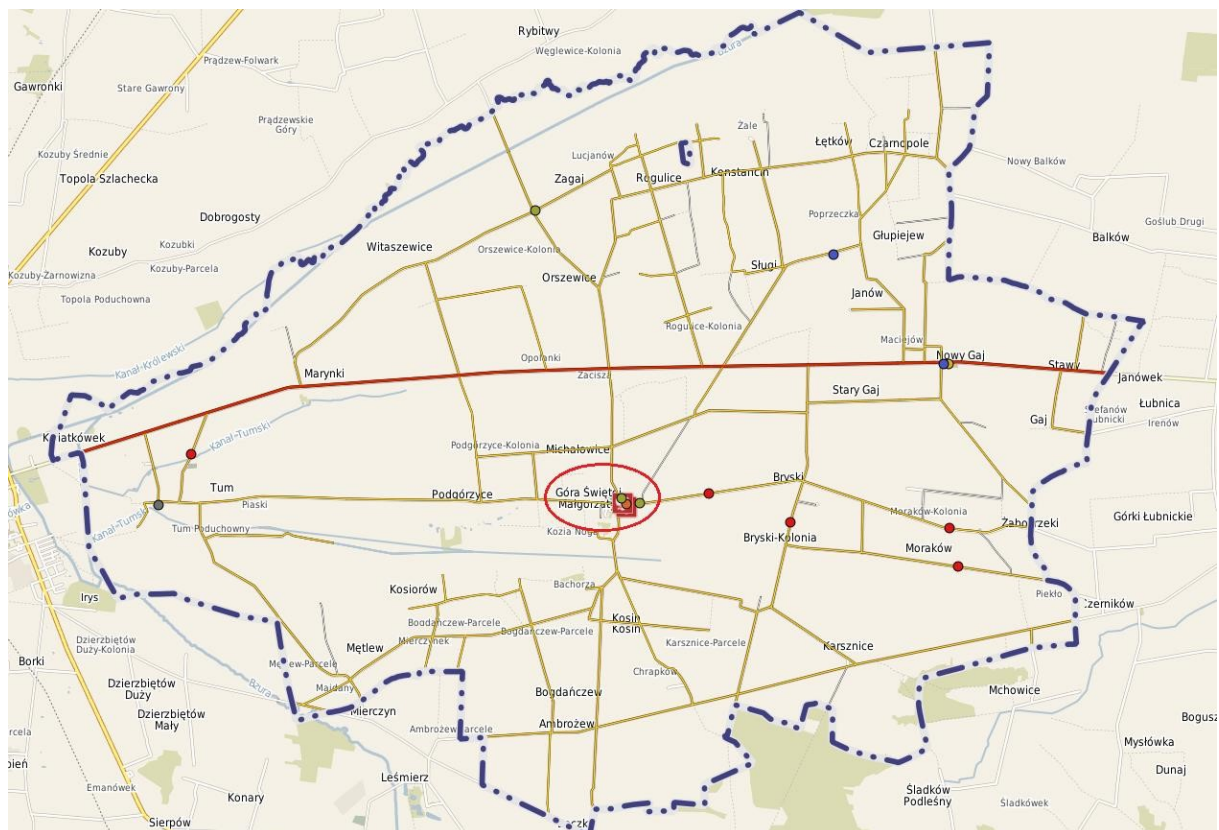 Rybitwy
Węglewice-Kolonia
Bzura
Prądzew-Folwark
Gawronki
Stare Gawrony
Prądzewskie
Góry
Żale
Łętków
Czarnopole
Kozuby Średnie
Lucjanów
Nowy Balków
Topola Szlachecka
Zagaj
Rogulice
Konstancin
Dobrogosty
Poprzeczka
Goślub Drugi
Kozuby
Kozubki
Witaszewice
Orszewice-Kolonia
Głupiejew
Balków
Kozuby-Żarnowizna
Kozuby-Parcela
Orszewice
Sługi
Topola Poduchowna
Janów
Rogulice-Kolonia
Kanał-Królewski
Maciejów
Opolanki
Nowy Gaj
Marynki
Zacisze
Stawy
Janówek
Stary Gaj
Łubnica
Gaj
Irenów
Kwiatkówek
Kanał-Tumski
Podgórzyce-Kolonia
Michałowice
Tum
Podgórzyce
Góra Świętej
Małgorzaty
Bryski
Piaski
Moraków-Kolonia
Górki Łubnickie
Kanał-Tumski
Tum Poduchowny
Kozia Noga
Bryski-Kolonia
Moraków
Irys
Kosiorów
Bachorza
Piekło
Bogdańczew-Parcele
Kosin
Kosin
Dzierzbiętów
Duży-Kolonia
Mierczynek
Bogdańczew-Parcele
Mętlew
Karsznice-Parcele
Karsznice
Borki
Mętlew-Parcele
Chrapków
Dzierzbiętów
Duży
Bzura
Majdany
Bogdańczew
Mchowice
Dzierzbiętów
Mały
Mierczyn
Ambrożew
Ambrożew-Parcele
Mysłówka
Leśmierz
Dunaj
Emanówek
Konary
Śladków
Podleśny
Śladkówek
Sierpów